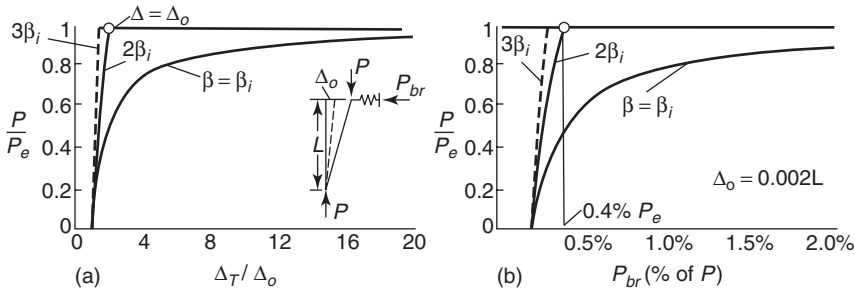 1
0.8
0.6
0.4
0.2
0
P
Pe
3βi
2βi
Δ = Δo
β = βi
Δo
P
Pbr
L
P
0 4 8 12 16 20
(a) ΔT / Δo
1
0.8
0.6
0.4
0.2
0
P
Pe
3βi
2βi
β = βi
Δo = 0.002L
0.4% Pe
0.5% 1.0% 1.5% 2.0%
(b) Pbr (% of P)